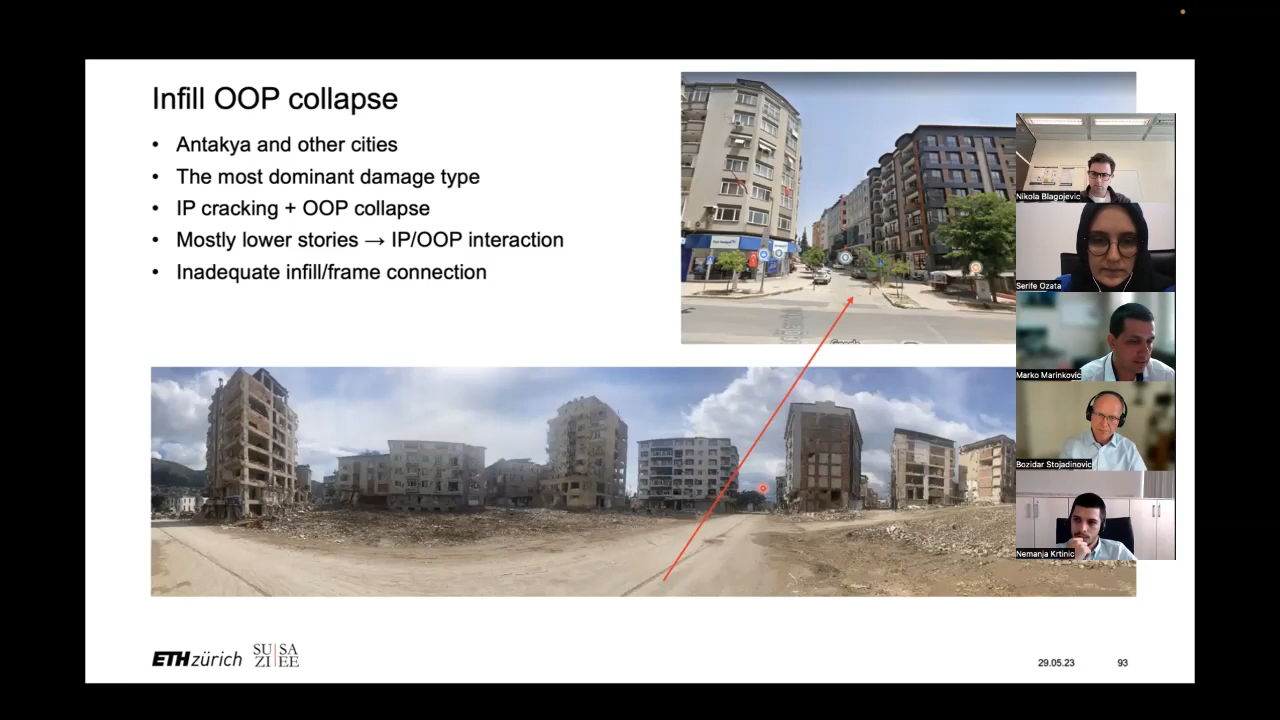 Infill OOP collapse
• Antakya and other cities
• The most dominant damage type
• IP cracking + OOP collapse
• Mostly lower stories → IP/OOP interaction
• Inadequate infill/frame connection
Nikola Blagojevic
Serife Ozata
Marko Marinkovic
Bozidar Stojadinovic
Nemanja Krtinic
ETH zürich
SU|SA
ZI|EE
29.05.23
93